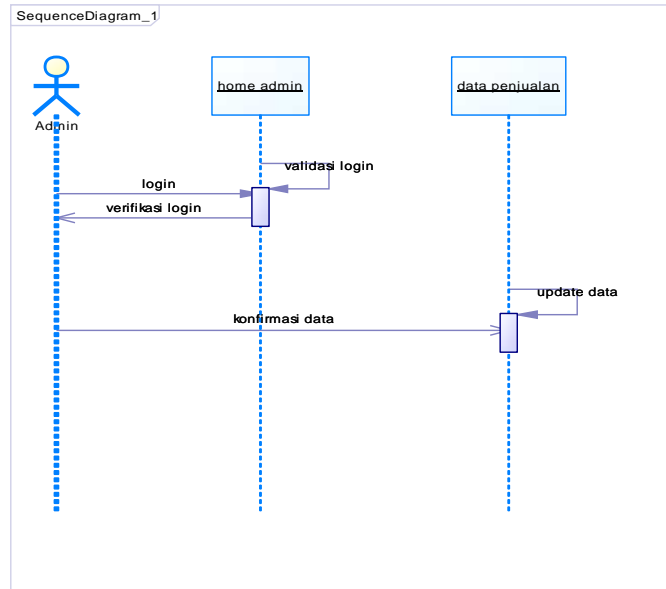 SequenceDiagram_1
home admin
data penjualan
Admin
validasi login
login
verifikasi login
update data
konfirmasi data